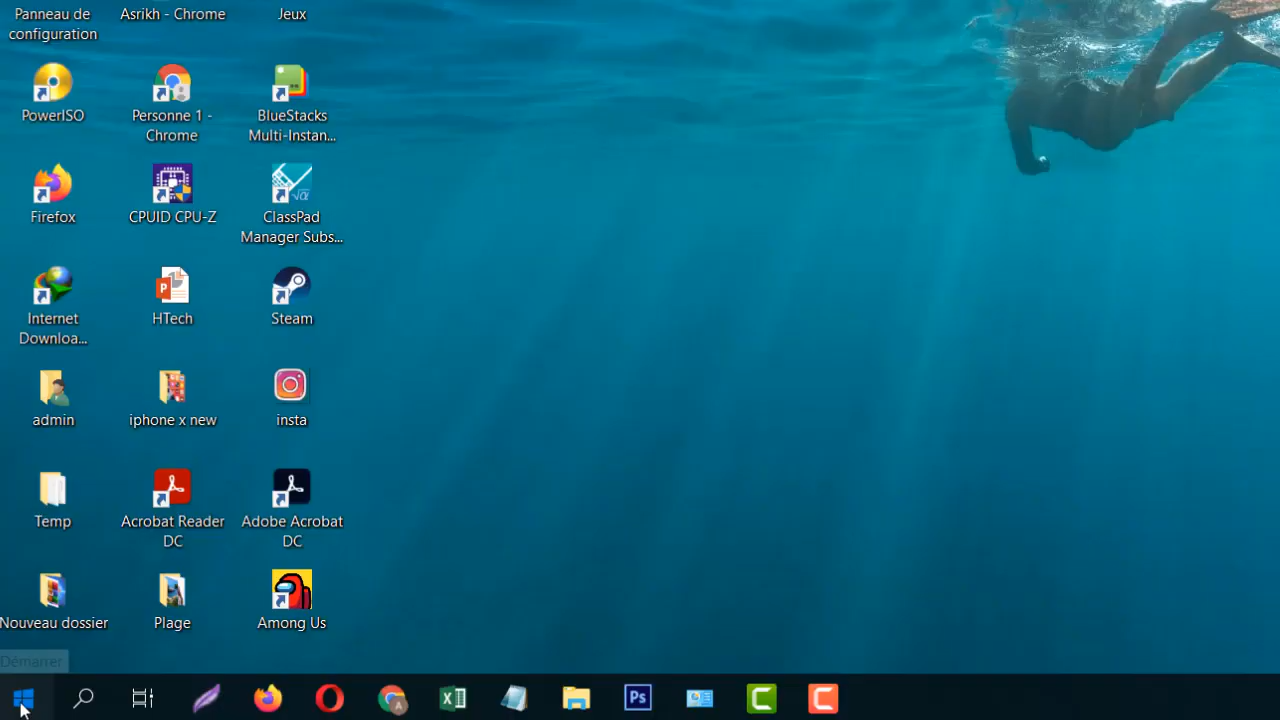 Panneau de
configuration
Asrikh - Chrome
Jeux
PowerISO
Personne 1 -
Chrome
BlueStacks
Multi-Instan...
Firefox
CPUID CPU-Z
ClassPad
Manager Subs...
Internet
Downloa...
HTech
Steam
admin
iphone x new
insta
Temp
Acrobat Reader
DC
Adobe Acrobat
DC
Nouveau dossier
Plage
Among Us
Démarrer
Ps